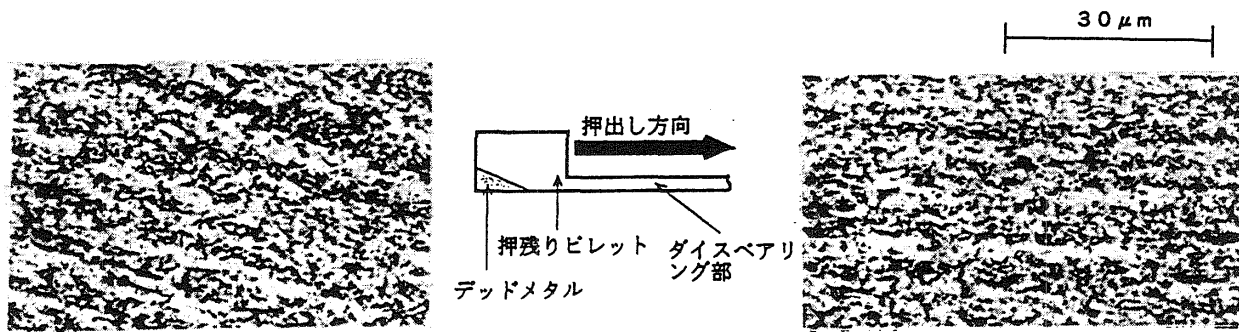 30μm
押出し方向
押残りビレット
ダイスベアリ
ング部
デッドメタル